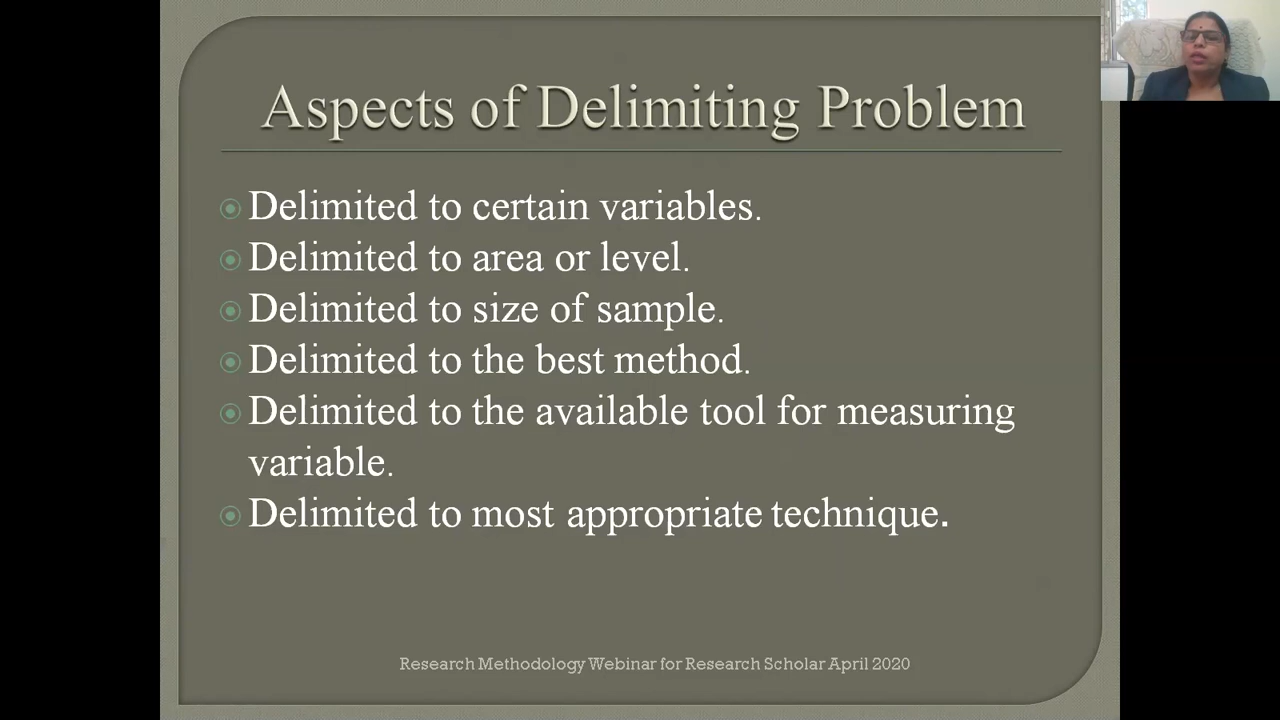 Aspects of Delimiting Problem
Delimited to certain variables.
Delimited to area or level.
Delimited to size of sample.
Delimited to the best method.
Delimited to the available tool for measuring
variable.
Delimited to most appropriate technique.
Research Methodology Webinar for Research Scholar April 2020